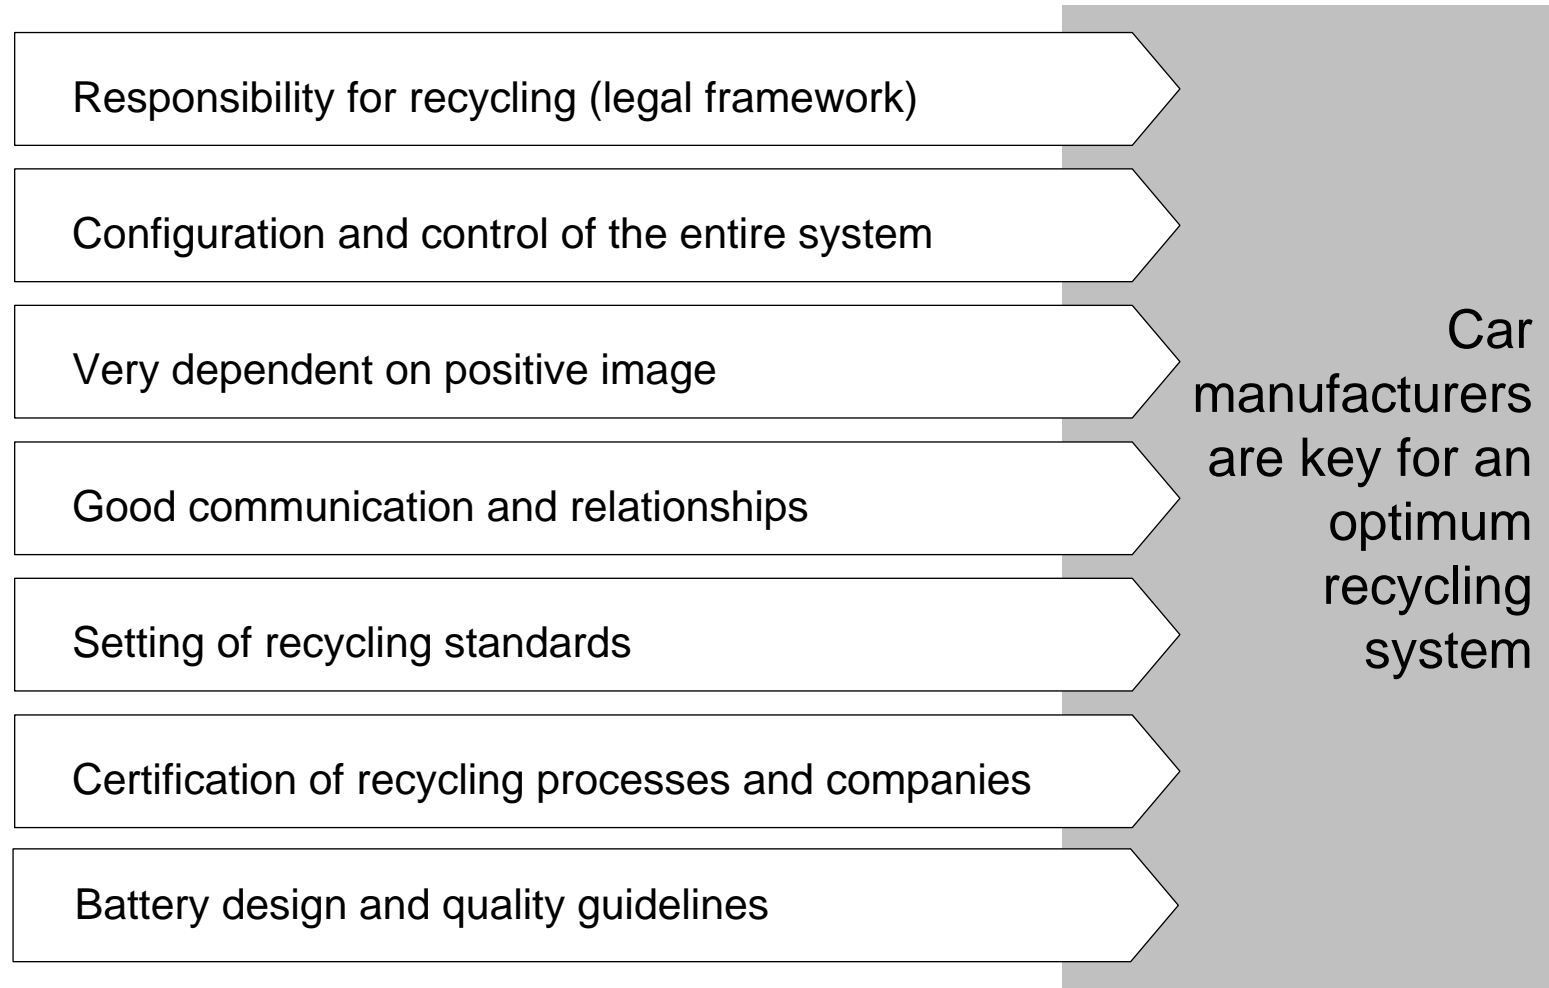 Responsibility for recycling (legal framework)
Configuration and control of the entire system
Very dependent on positive image
Good communication and relationships
Setting of recycling standards
Certification of recycling processes and companies
Battery design and quality guidelines
Car
manufacturers
are key for an
optimum
recycling
system